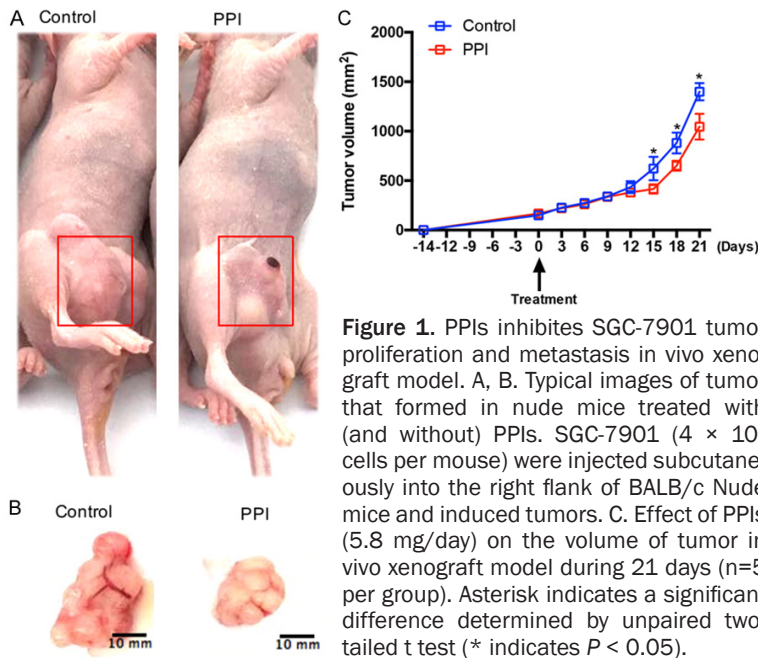 A
Control
PPI
B
Control
PPI
10 mm
10 mm
C
Control
PPI
Tumor volume (mm²)
2000
1500
1000
500
0
* * *
-14 -12 -9 -6 -3 0 3 6 9 12 15 18 21 (Days)
Treatment
Figure 1. PPIs inhibites SGC-7901 tumo
proliferation and metastasis in vivo xeno
graft model. A, B. Typical images of tumo
that formed in nude mice treated with
(and without) PPIs. SGC-7901 (4 × 10
cells per mouse) were injected subcutane
ously into the right flank of BALB/c Nude
mice and induced tumors. C. Effect of PPIs
(5.8 mg/day) on the volume of tumor in
vivo xenograft model during 21 days (n=5
per group). Asterisk indicates a significan
difference determined by unpaired two
tailed t test (* indicates P < 0.05).